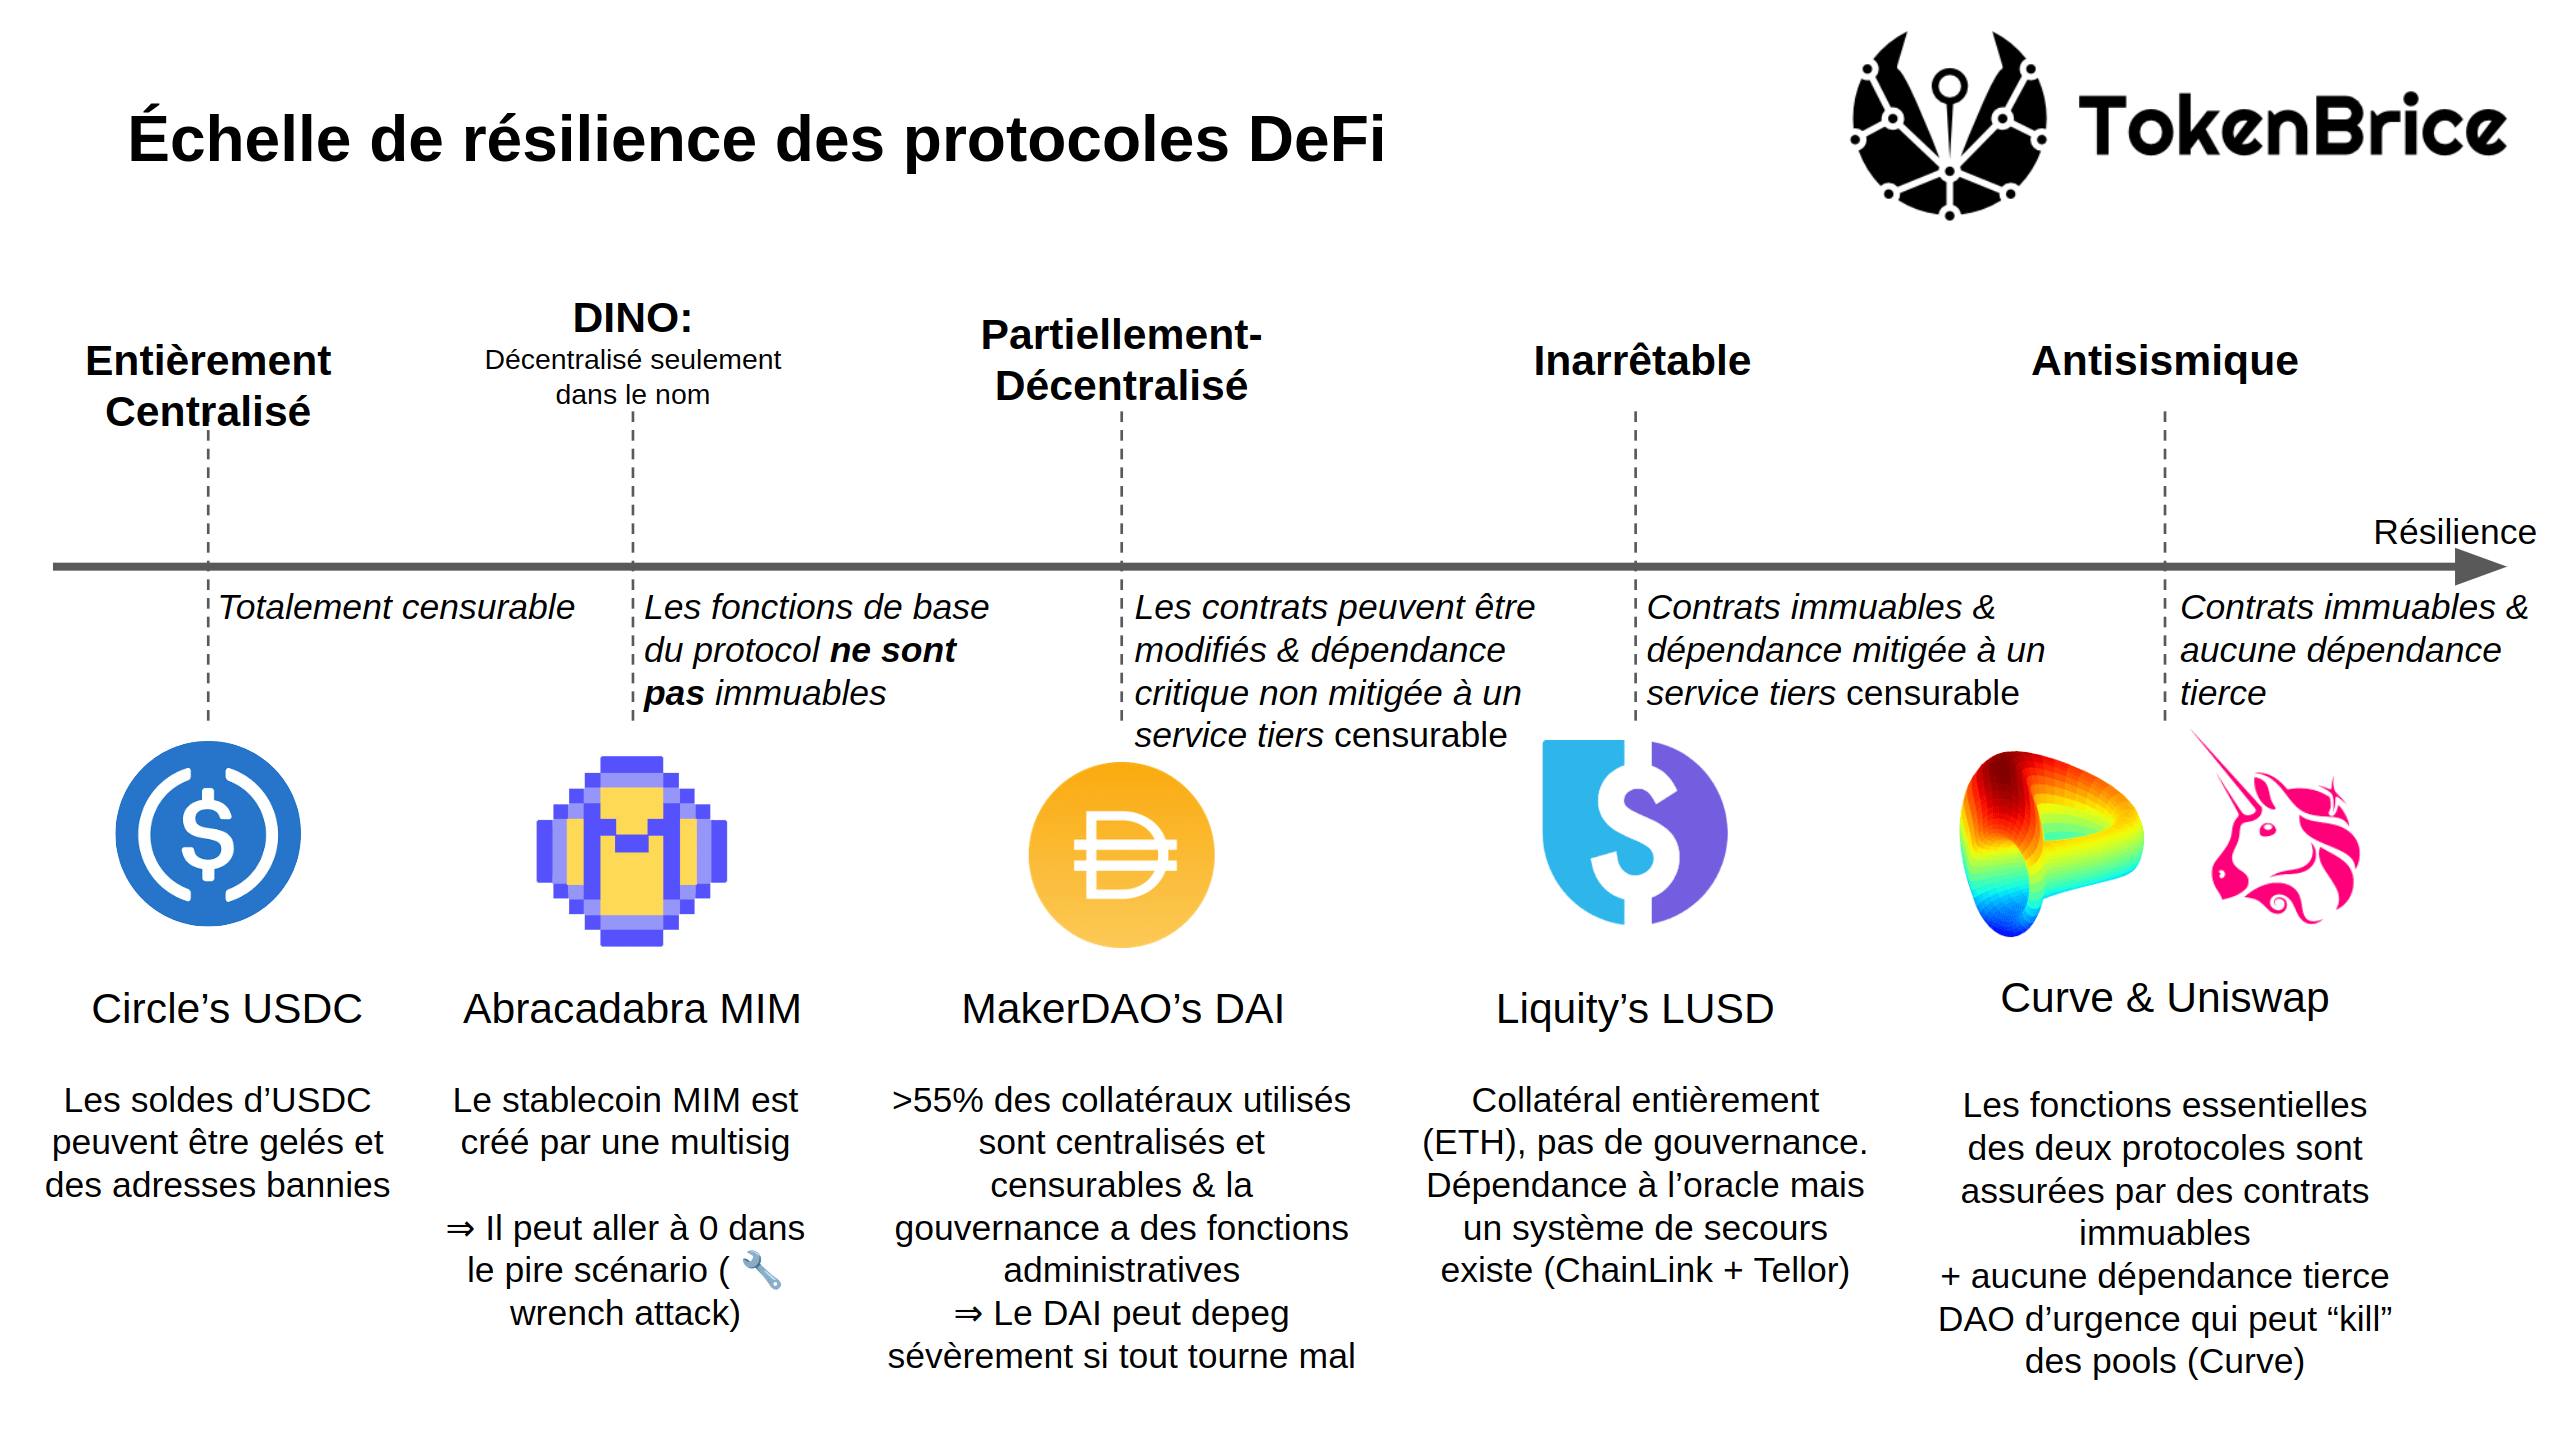 Échelle de résilience des protocoles DeFi
TokenBrice
Entièrement
Centralisé
DINO:
Décentralisé seulement
dans le nom
Partiellement-
Décentralisé
Inarrêtable
Antisismique
Résilience
Totalement censurable
Les fonctions de base
du protocol ne sont
pas immuables
Les contrats peuvent être
modifiés & dépendance
critique non mitigée à un
service tiers censurable
Contrats immuables &
dépendance mitigée à un
service tiers censurable
Contrats immuables &
aucune dépendance
tierce
Circle’s USDC
Les soldes d’USDC
peuvent être gelés et
des adresses bannies
Abracadabra MIM
Le stablecoin MIM est
créé par une multisig
⇒ Il peut aller à 0 dans
le pire scénario ( 🔧
wrench attack)
MakerDAO’s DAI
>55% des collatéraux utilisés
sont centralisés et
censurables & la
gouvernance a des fonctions
administratives
⇒ Le DAI peut depeg
sévèrement si tout tourne mal
Liquity’s LUSD
Collatéral entièrement
(ETH), pas de gouvernance.
Dépendance à l’oracle mais
un système de secours
existe (ChainLink + Tellor)
Curve & Uniswap
Les fonctions essentielles
des deux protocoles sont
assurées par des contrats
immuables
+ aucune dépendance tierce
DAO d’urgence qui peut “kill”
des pools (Curve)